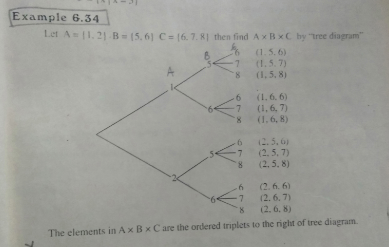 Example 6.34
Let A = {1, 2} B = {5, 6} C = {6, 7, 8} then find A × B × C by "tree diagram"
A B
1 5 6 (1, 5, 6)
7 (1, 5, 7)
8 (1, 5, 8)
6 6 (1, 6, 6)
7 (1, 6, 7)
8 (1, 6, 8)
2 5 6 (2, 5, 6)
7 (2, 5, 7)
8 (2, 5, 8)
6 6 (2, 6, 6)
7 (2, 6, 7)
8 (2, 6, 8)
The elements in A × B × C are the ordered triplets to the right of tree diagram.